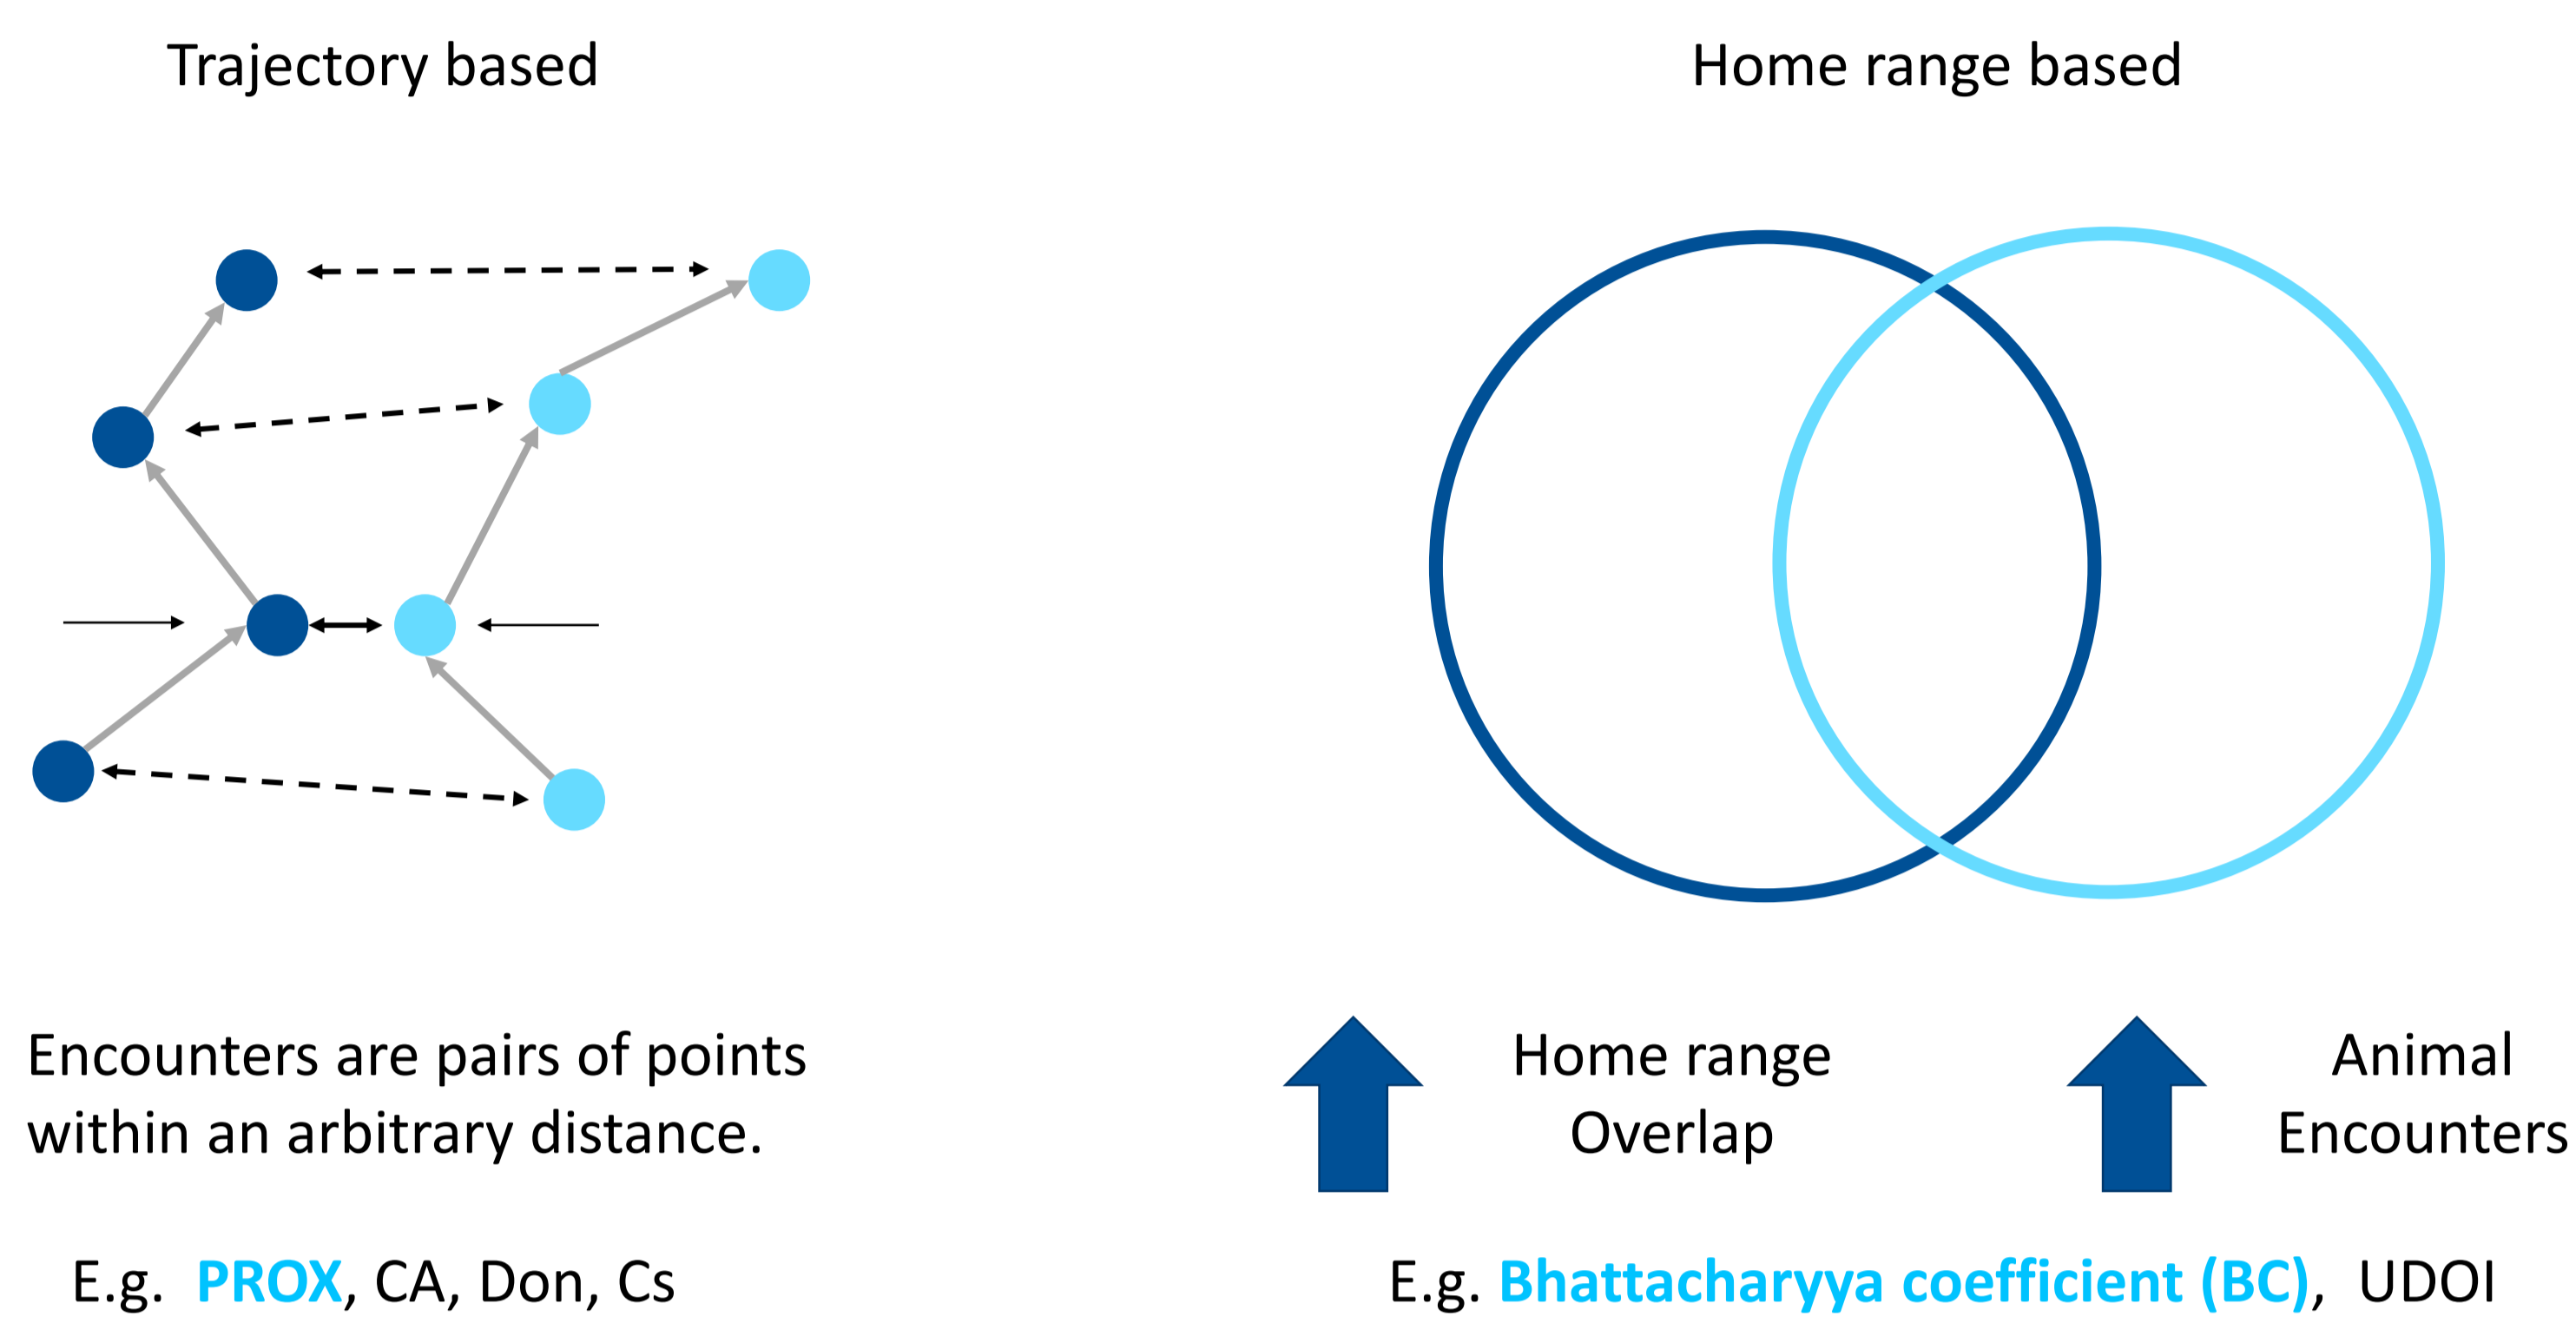 Trajectory based
Encounters are pairs of points
within an arbitrary distance.
E.g. PROX, CA, Don, Cs
Home range based
Home range
Overlap
Animal
Encounters
E.g. Bhattacharyya coefficient (BC), UDOI